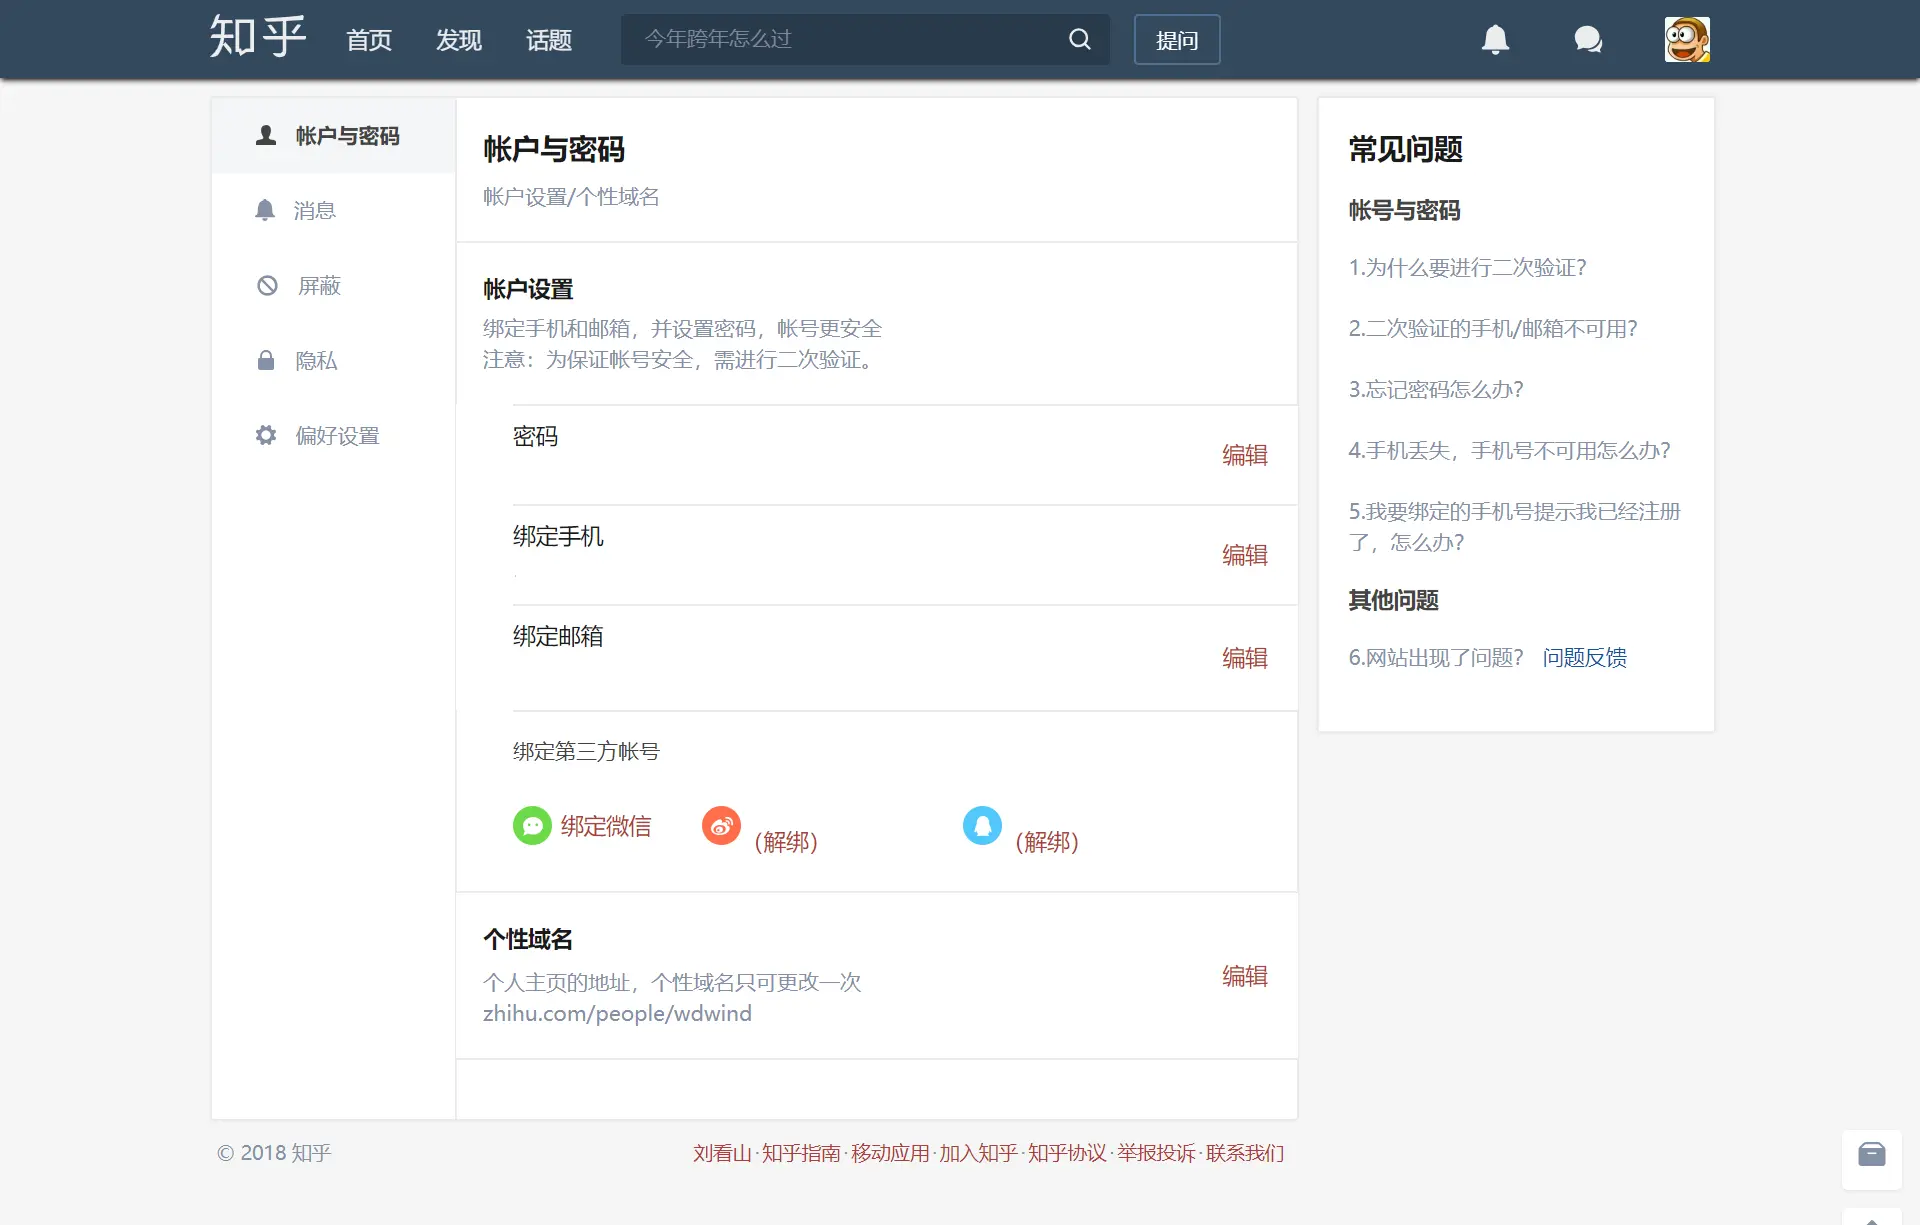 知乎 首页 发现 话题 今年跨年怎么过 提问
帐户与密码
消息
屏蔽
隐私
偏好设置
帐户与密码
帐户设置/个性域名
帐户设置
绑定手机和邮箱，并设置密码，帐号更安全
注意：为保证帐号安全，需进行二次验证。
密码
编辑
绑定手机
编辑
绑定邮箱
编辑
绑定第三方帐号
绑定微信 (解绑) (解绑)
个性域名
个人主页的地址，个性域名只可更改一次
编辑
zhihu.com/people/wdwind
常见问题
帐号与密码
1.为什么要进行二次验证?
2.二次验证的手机/邮箱不可用?
3.忘记密码怎么办?
4.手机丢失，手机号不可用怎么办?
5.我要绑定的手机号提示我已经注册
了，怎么办?
其他问题
6.网站出现了问题? 问题反馈
© 2018 知乎
刘看山·知乎指南·移动应用·加入知乎·知乎协议·举报投诉·联系我们